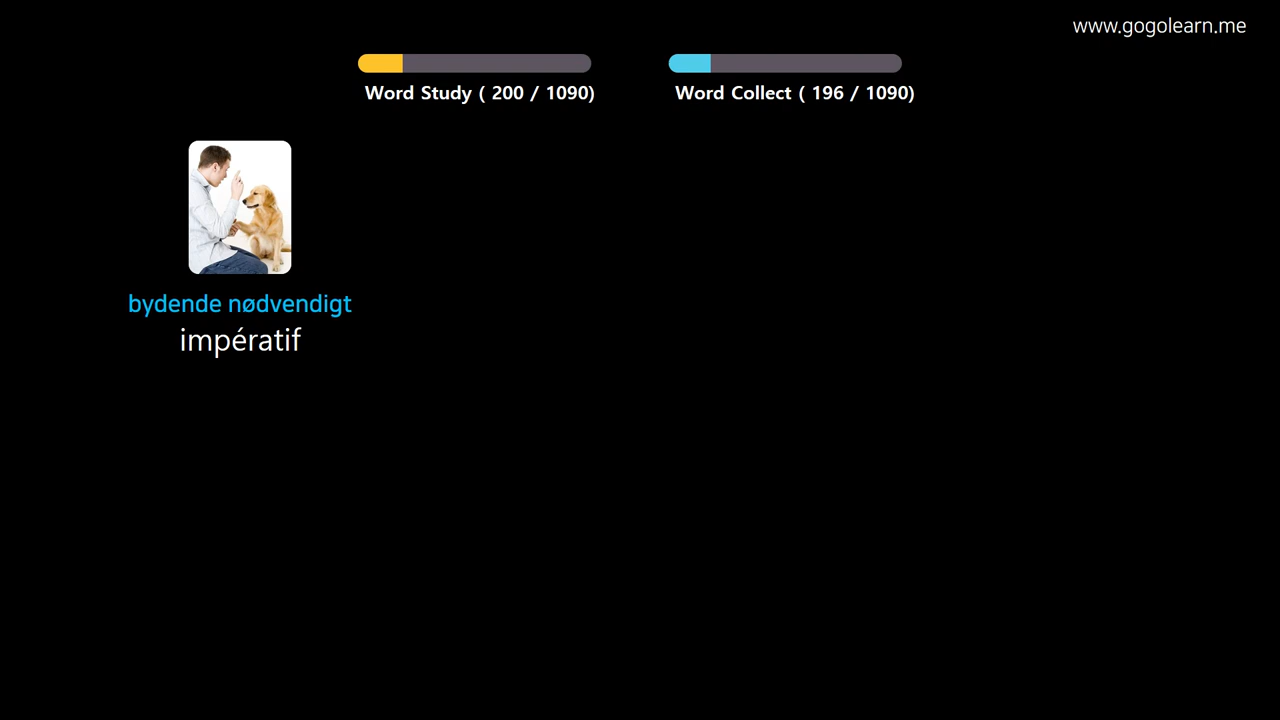 www.gogolearn.me
Word Study ( 200 / 1090)
Word Collect ( 196 / 1090)
bydende nødvendigt
impératif